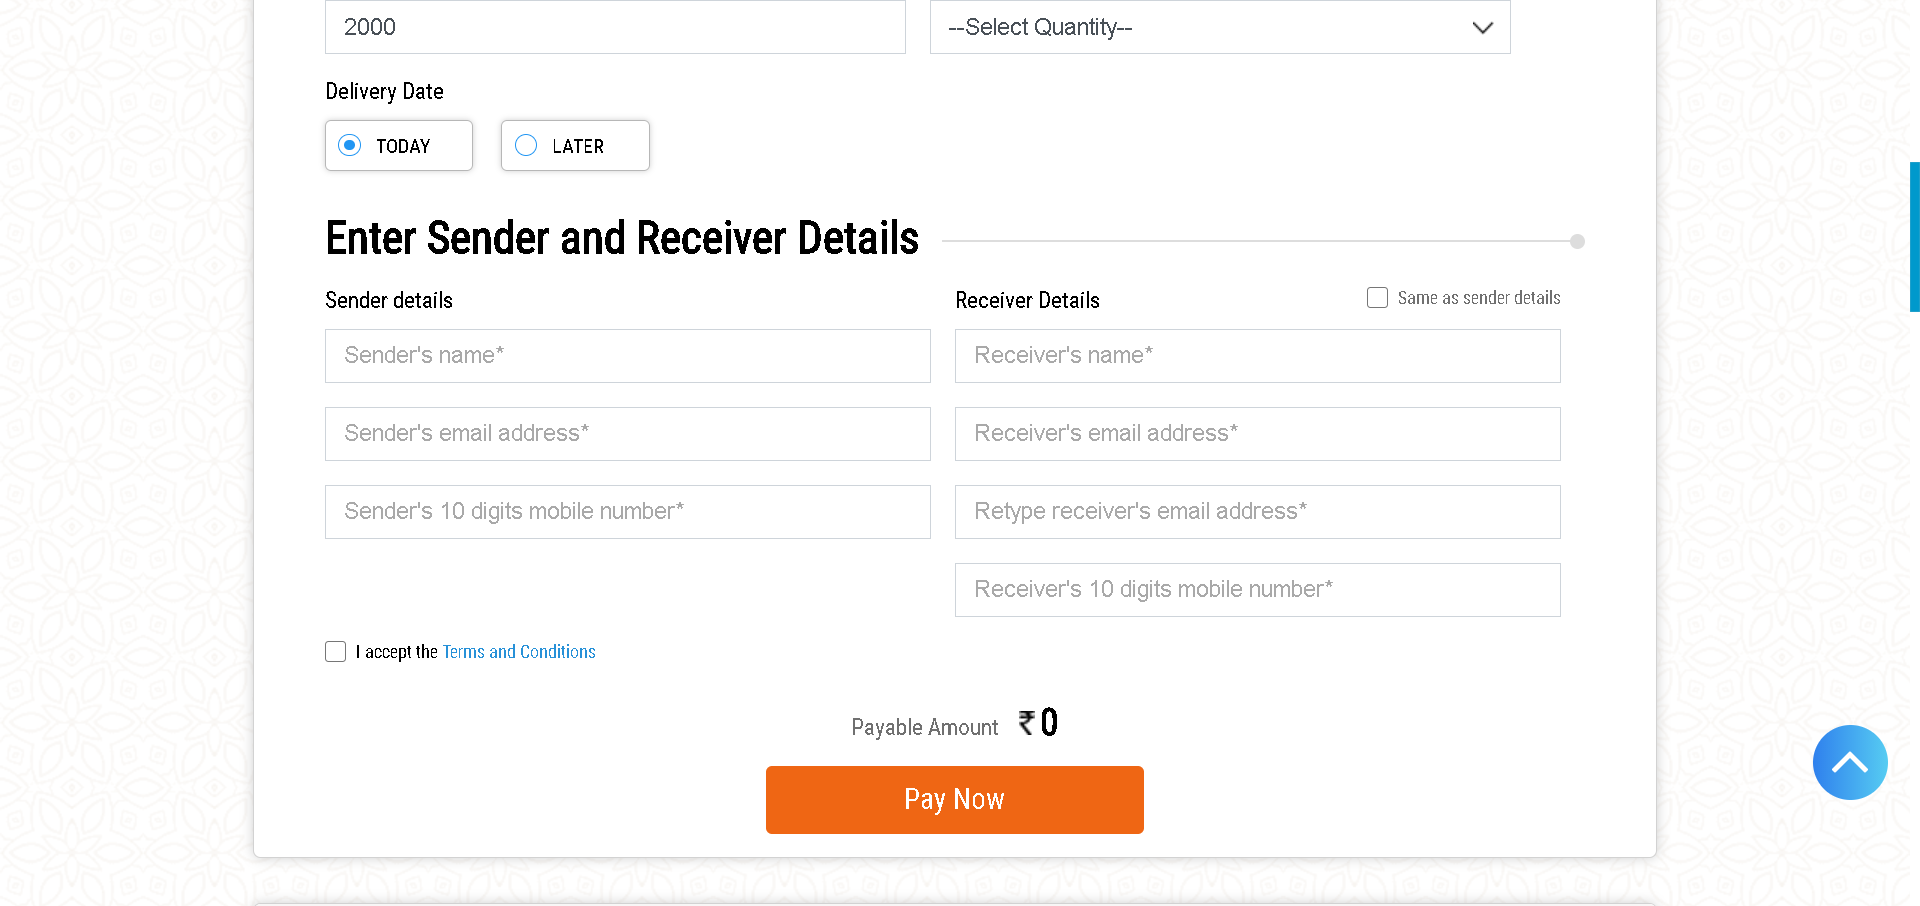 2000
--Select Quantity--
Delivery Date
TODAY
LATER
Enter Sender and Receiver Details
Sender details
Receiver Details
Same as sender details
Sender's name*
Receiver's name*
Sender's email address*
Receiver's email address*
Sender's 10 digits mobile number*
Retype receiver's email address*
Receiver's 10 digits mobile number*
I accept the Terms and Conditions
Payable Amount ₹ 0
Pay Now